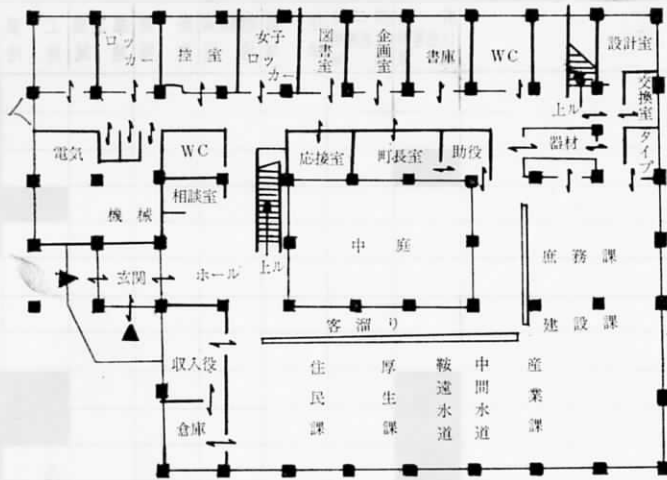 ロッカー
控室
女子
ロッカー
図書室
企画室
書庫
WC
設計室
上ル
交換室
タイプ
器材
電気
WC
応接室
町長室
助役
相談室
機械
中庭
庶務課
玄関
ホール
上ル
客溜り
建設課
収入役
倉庫
住民課
厚生課
鞍遠水道
中間水道
産業課